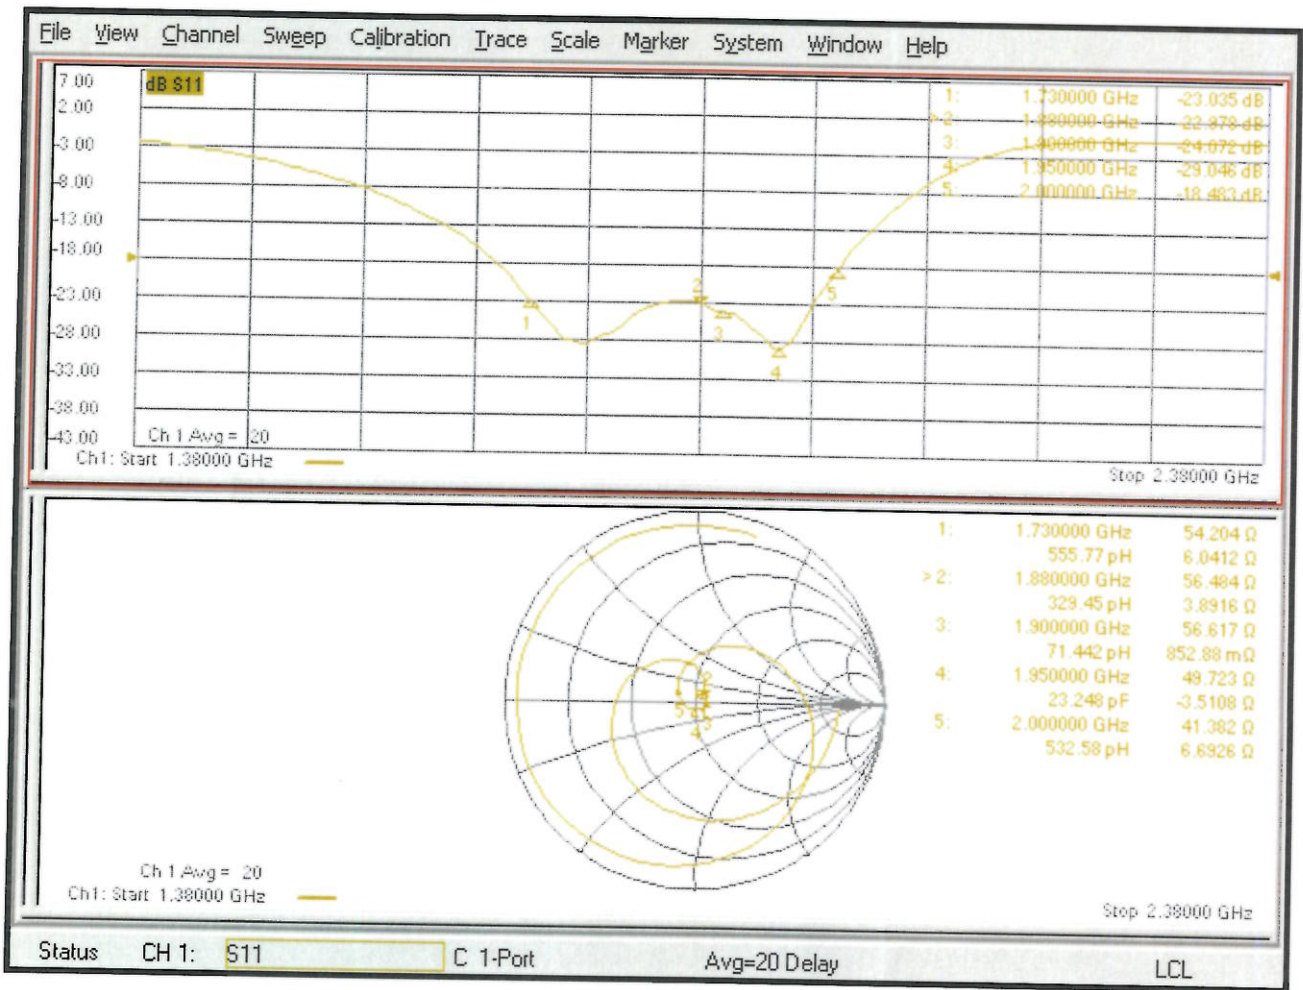 File View Channel Sweep Calibration Trace Scale Marker System Window Help
7.00
2.00
-3.00
-8.00
-13.00
-18.00
-23.00
-28.00
-33.00
-38.00
-43.00
dB S11
1: 1.730000 GHz -23.035 dB
> 2: 1.880000 GHz -22.878 dB
3: 1.900000 GHz -24.072 dB
4: 1.950000 GHz -29.046 dB
5: 2.000000 GHz -18.483 dB
1
2
3
4
5
Ch 1 Avg = 20
Ch1: Start 1.38000 GHz
Stop 2.38000 GHz
1: 1.730000 GHz 54.204 Ω
555.77 pH 6.0412 Ω
> 2: 1.880000 GHz 56.484 Ω
329.45 pH 3.8916 Ω
3: 1.900000 GHz 56.617 Ω
71.442 pH 852.88 mΩ
4: 1.950000 GHz 49.723 Ω
23.248 pF -3.5108 Ω
5: 2.000000 GHz 41.382 Ω
532.58 pH 6.6926 Ω
2
5
3
4
Ch 1 Avg = 20
Ch1: Start 1.38000 GHz
Stop 2.38000 GHz
Status CH 1: S11 C 1-Port Avg=20 Delay LCL